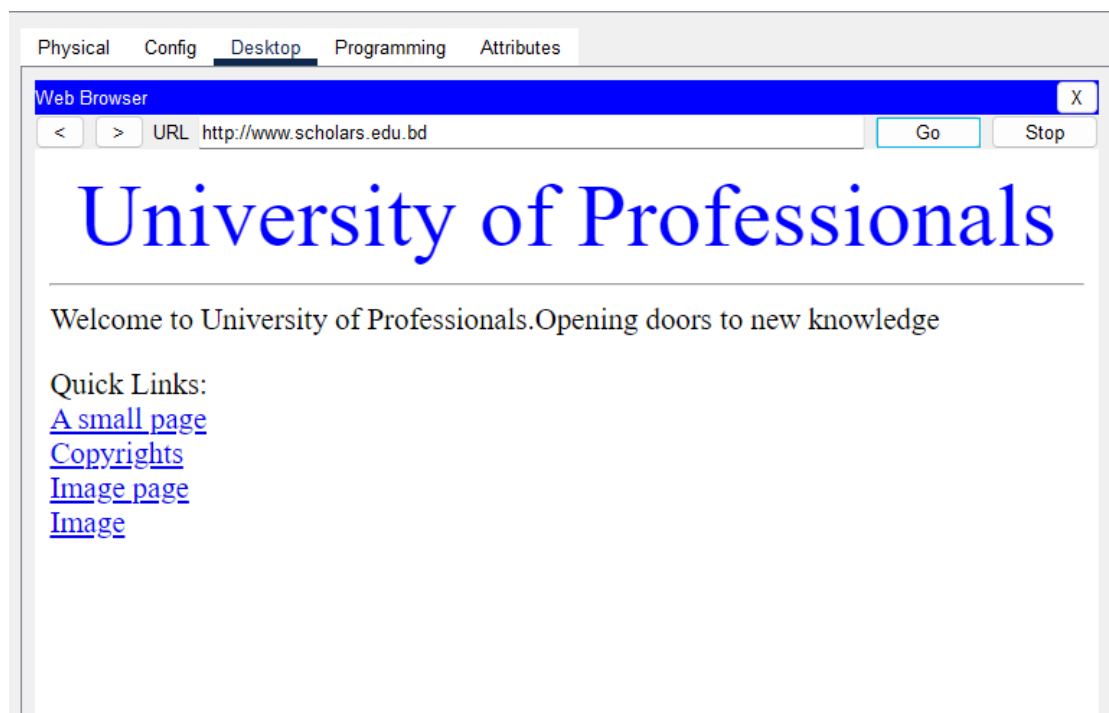 Physical Config Desktop Programming Attributes
Web Browser X
< > URL http://www.scholars.edu.bd Go Stop
University of Professionals
Welcome to University of Professionals.Opening doors to new knowledge
Quick Links:
A small page
Copyrights
Image page
Image